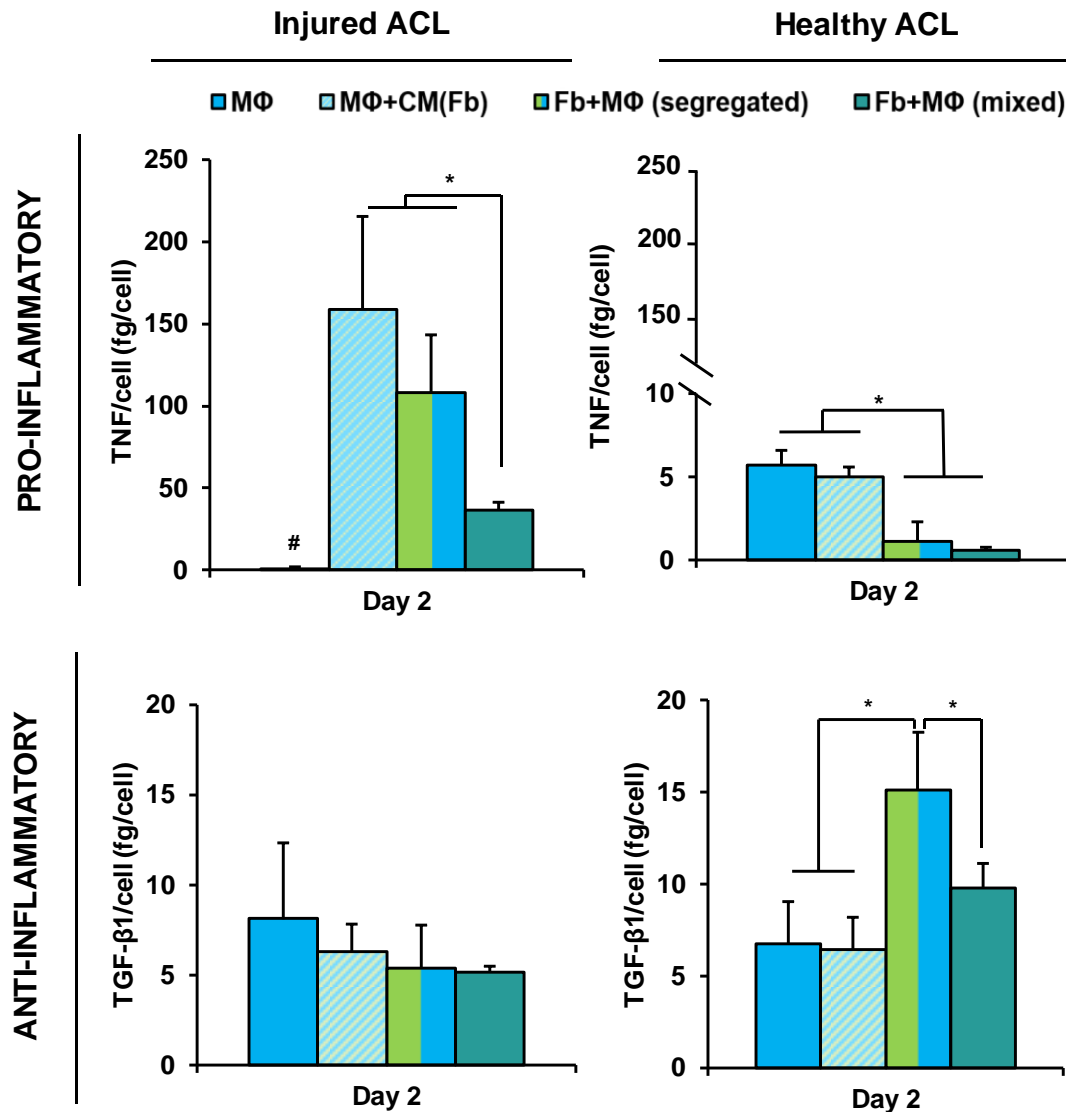 Injured ACL
Healthy ACL
MΦ
MΦ+CM(Fb)
Fb+MΦ (segregated)
Fb+MΦ (mixed)
PRO-INFLAMMATORY
TNF/cell (fg/cell)
250
200
150
100
50
0
#
*
Day 2
TNF/cell (fg/cell)
250
200
150
10
5
0
*
Day 2
ANTI-INFLAMMATORY
TGF-β1/cell (fg/cell)
20
15
10
5
0
Day 2
TGF-β1/cell (fg/cell)
20
15
10
5
0
*
*
Day 2